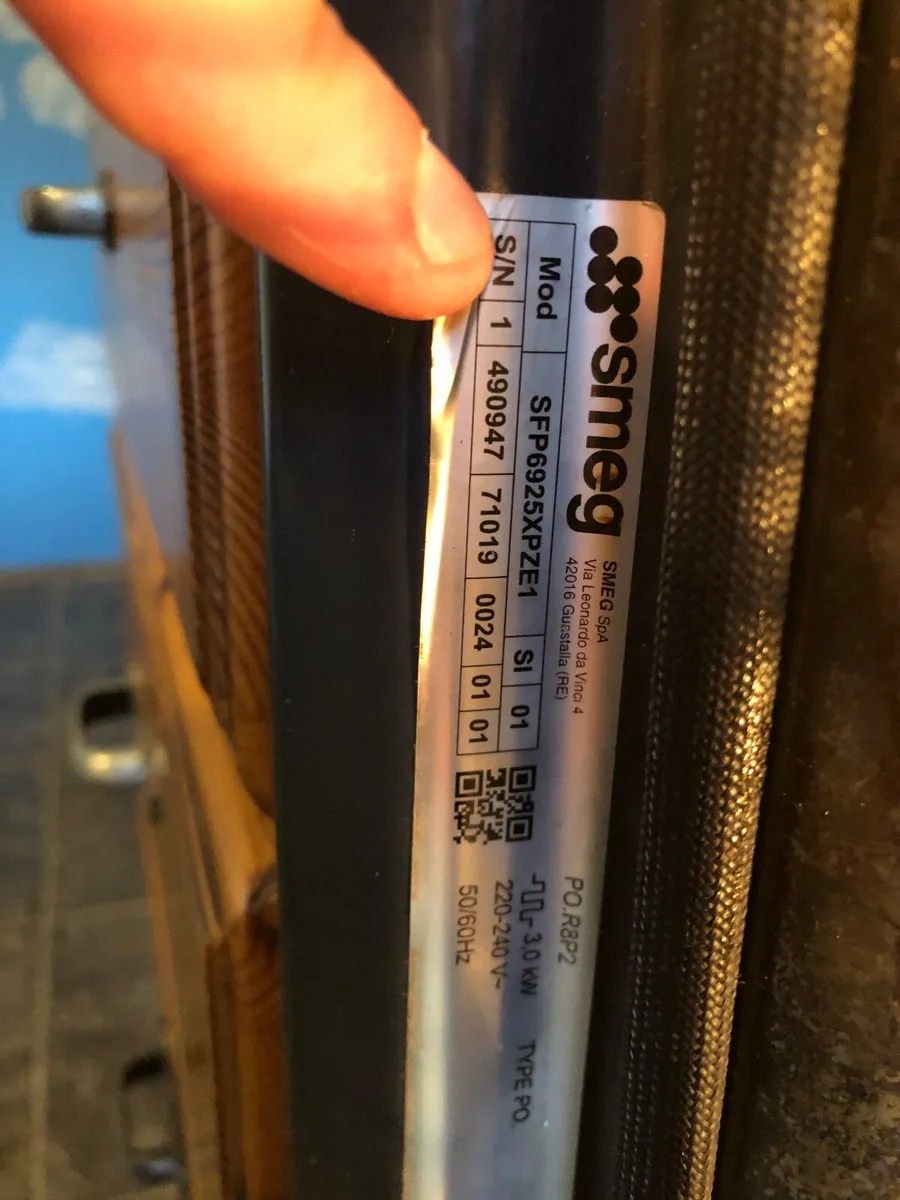 smeg
SMEG SpA
Via Leonardo da Vinci 4
42016 Guastalla (RE)
Mod SFP6925XPZE1 SI 01
S/N 1 490947 71019 0024 01 01
PO.R8P2
3,0 kW TYPE PO.
220-240 V~
50/60Hz